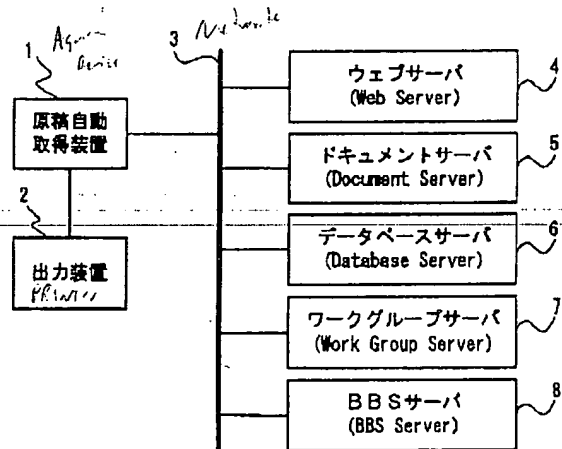 1
3 Network
原稿自動
取得装置
2
出力装置
PRINTER
ウェブサーバ
(Web Server)
4
ドキュメントサーバ
(Document Server)
5
データベースサーバ
(Database Server)
6
ワークグループサーバ
(Work Group Server)
7
BBSサーバ
(BBS Server)
8